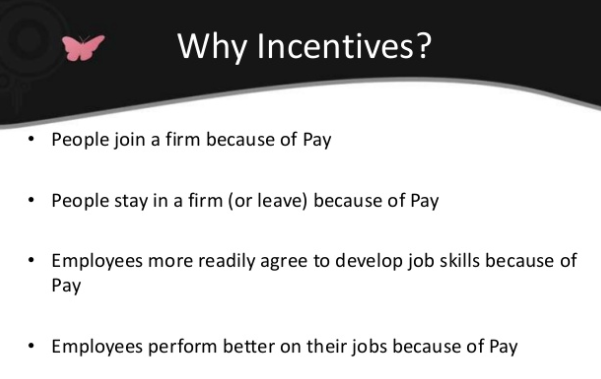 Why Incentives?
• People join a firm because of Pay
• People stay in a firm (or leave) because of Pay
• Employees more readily agree to develop job skills because of
Pay
• Employees perform better on their jobs because of Pay